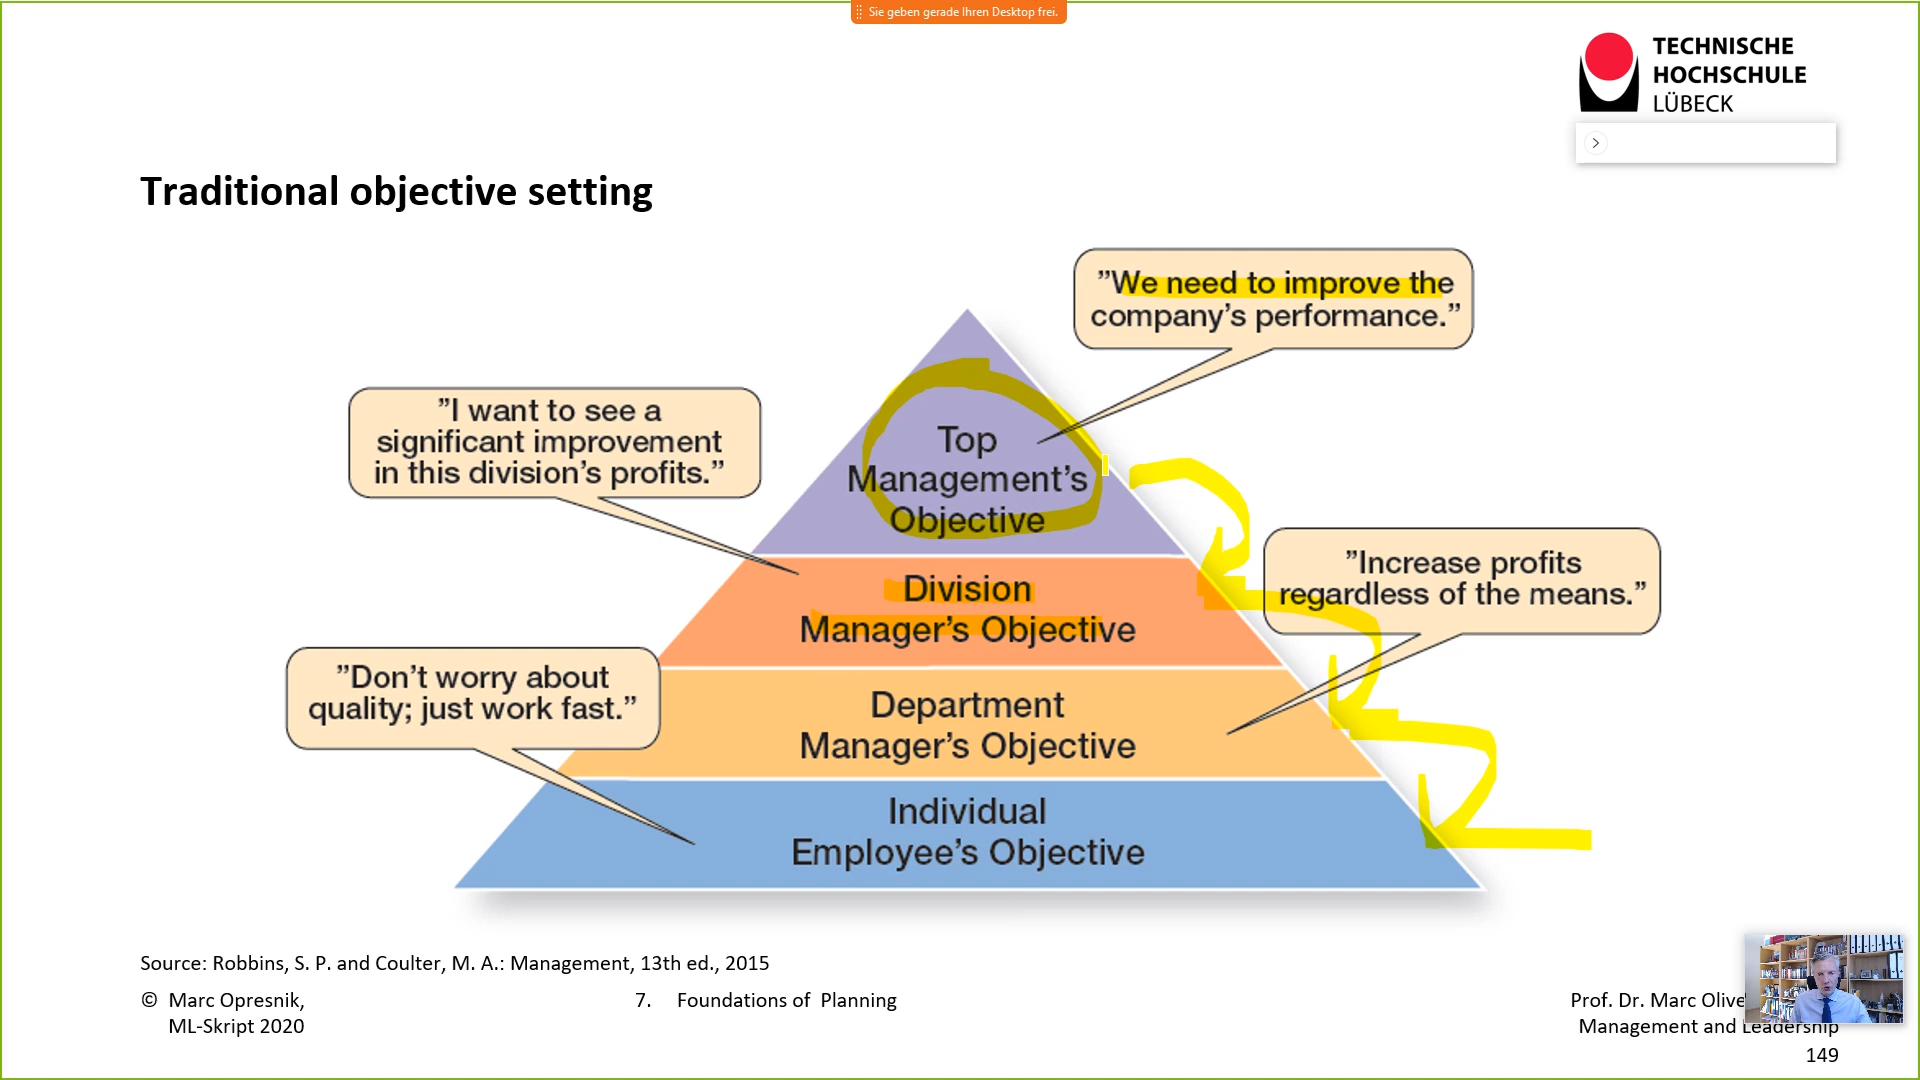 Sie geben gerade Ihren Desktop frei.
TECHNISCHE
HOCHSCHULE
LÜBECK
Traditional objective setting
”We need to improve the
company’s performance.”
”I want to see a
significant improvement
in this division’s profits.”
Top
Management’s
Objective
”Increase profits
regardless of the means.”
Division
Manager’s Objective
”Don’t worry about
quality; just work fast.”
Department
Manager’s Objective
Individual
Employee’s Objective
Source: Robbins, S. P. and Coulter, M. A.: Management, 13th ed., 2015
© Marc Opresnik,
ML-Skript 2020
7. Foundations of Planning
Prof. Dr. Marc Olive
Management and Leadership
149